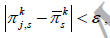 |π^k_{j,s} − π̅^k_s| < ε,